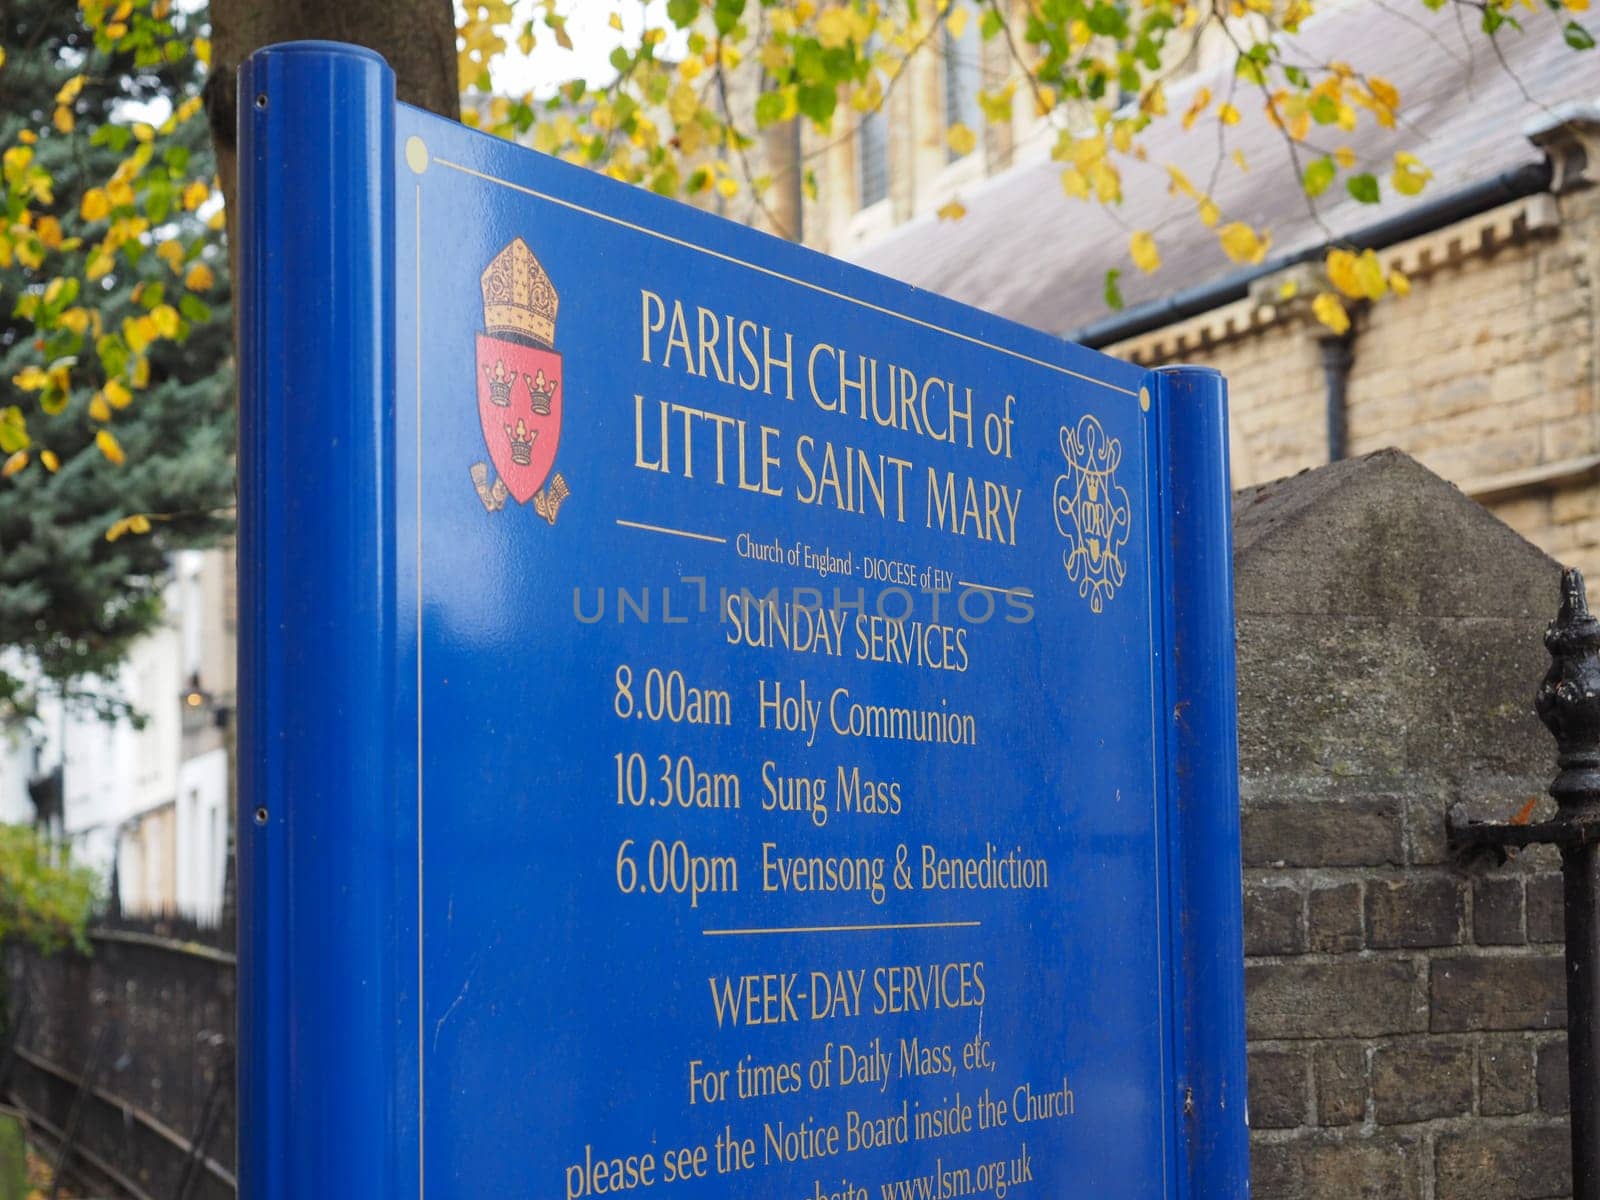 PARISH CHURCH of
LITTLE SAINT MARY
Church of England - DIOCESE of ELY
UNLIMPHOTOS
SUNDAY SERVICES
8.00am Holy Communion
10.30am Sung Mass
6.00pm Evensong & Benediction
WEEK-DAY SERVICES
For times of Daily Mass, etc,
please see the Notice Board inside the Church
www.lsm.org.uk